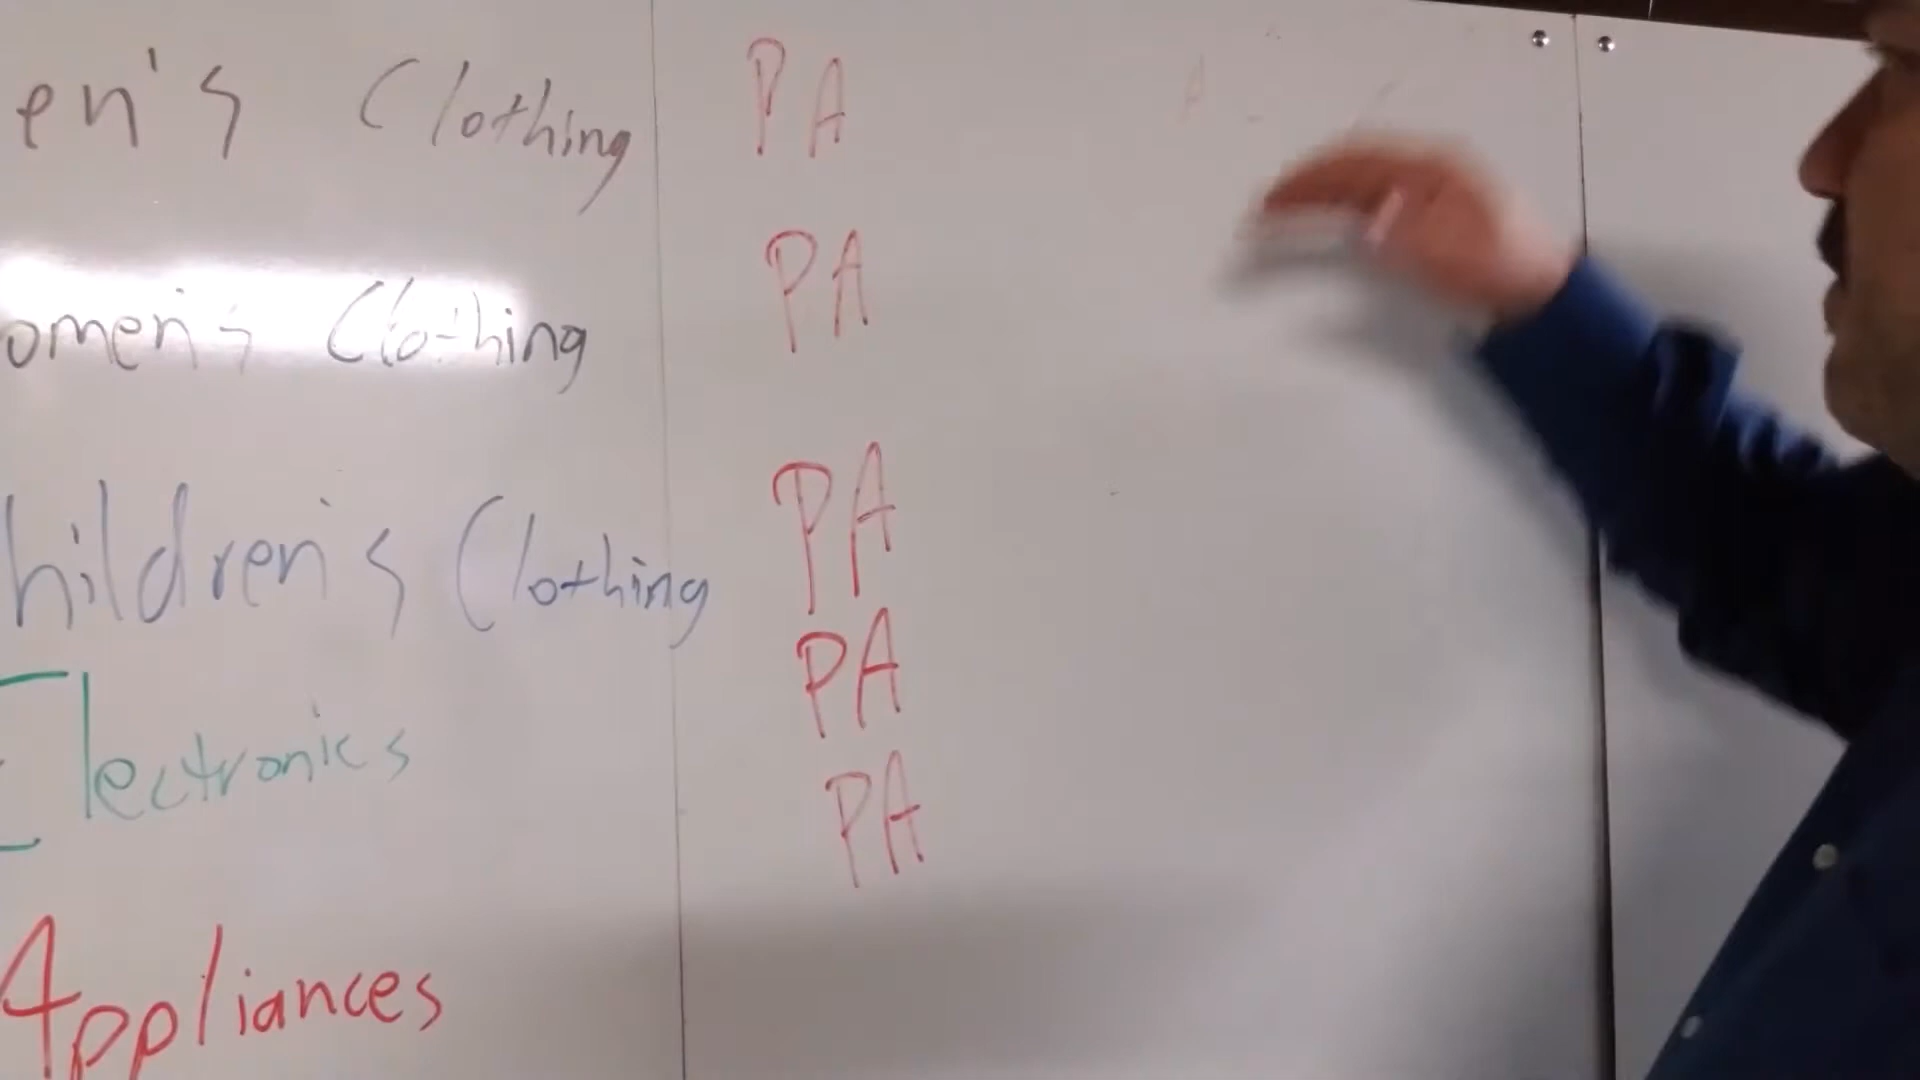 en's Clothing PA
omen's Clothing PA
hildren's Clothing PA
Electronics PA
PA
Appliances